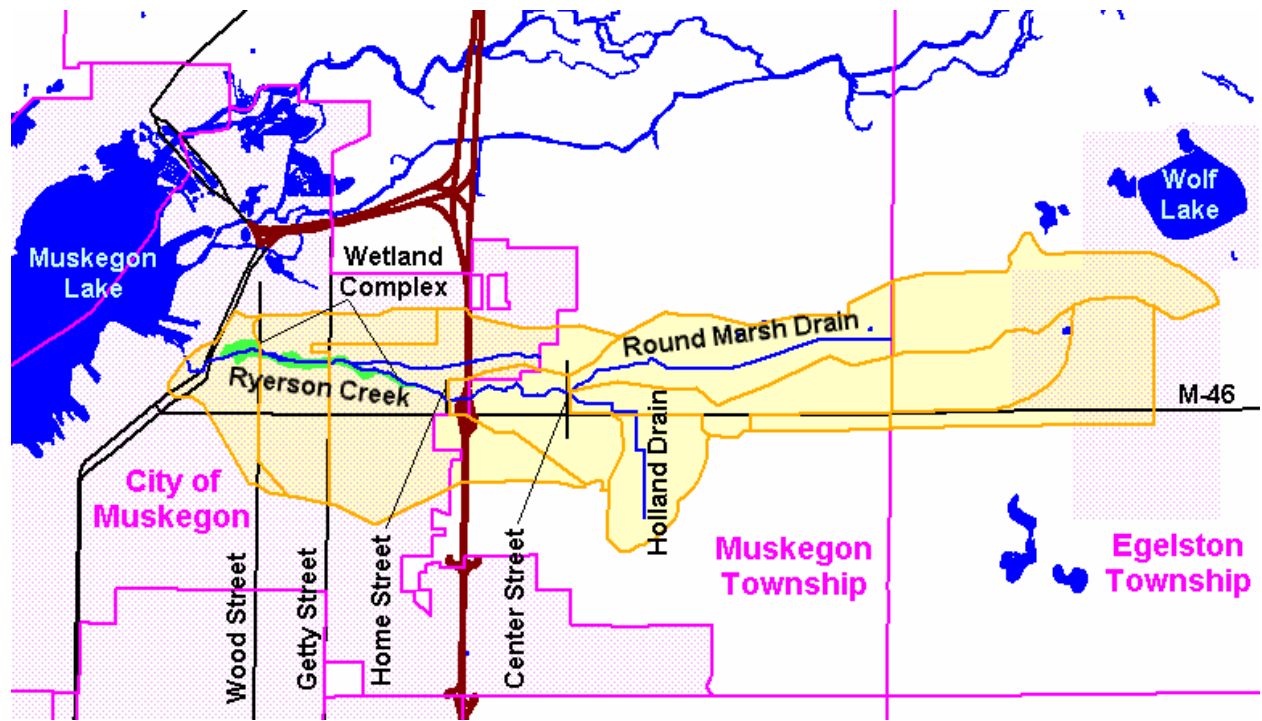 Wolf
Lake
Muskegon
Lake
Wetland
Complex
Round Marsh Drain
Ryerson Creek
M-46
Holland Drain
City of
Muskegon
Wood Street
Getty Street
Home Street
Center Street
Muskegon
Township
Egelston
Township